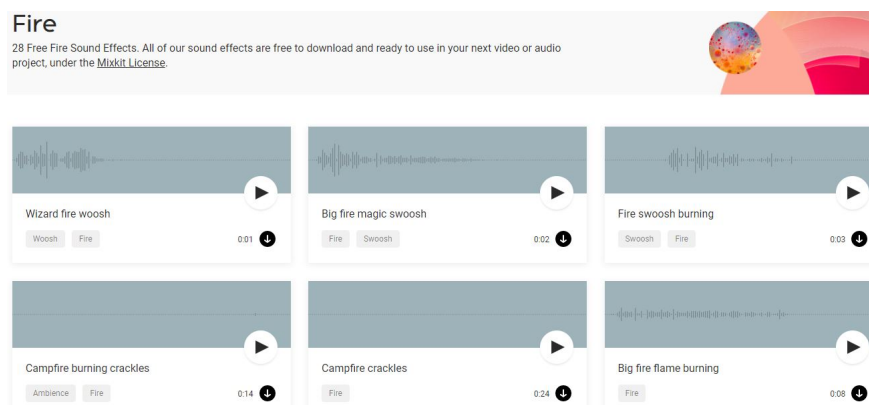 Fire
28 Free Fire Sound Effects. All of our sound effects are free to download and ready to use in your next video or audio
project, under the Mixkit License.
Wizard fire woosh
Woosh Fire 0:01
Big fire magic swoosh
Fire Swoosh 0:02
Fire swoosh burning
Swoosh Fire 0:03
Campfire burning crackles
Ambience Fire 0:14
Campfire crackles
Fire 0:24
Big fire flame burning
Fire 0:08